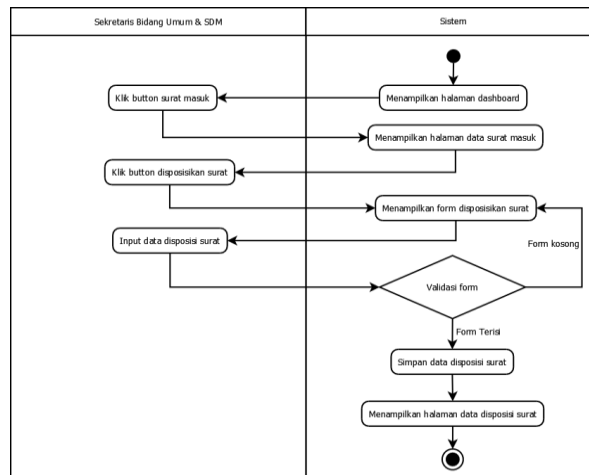 Sekretaris Bidang Umum & SDM
Sistem
Menampilkan halaman dashboard
Klik button surat masuk
Menampilkan halaman data surat masuk
Klik button disposisikan surat
Menampilkan form disposisikan surat
Input data disposisi surat
Form kosong
Validasi form
Form Terisi
Simpan data disposisi surat
Menampilkan halaman data disposisi surat